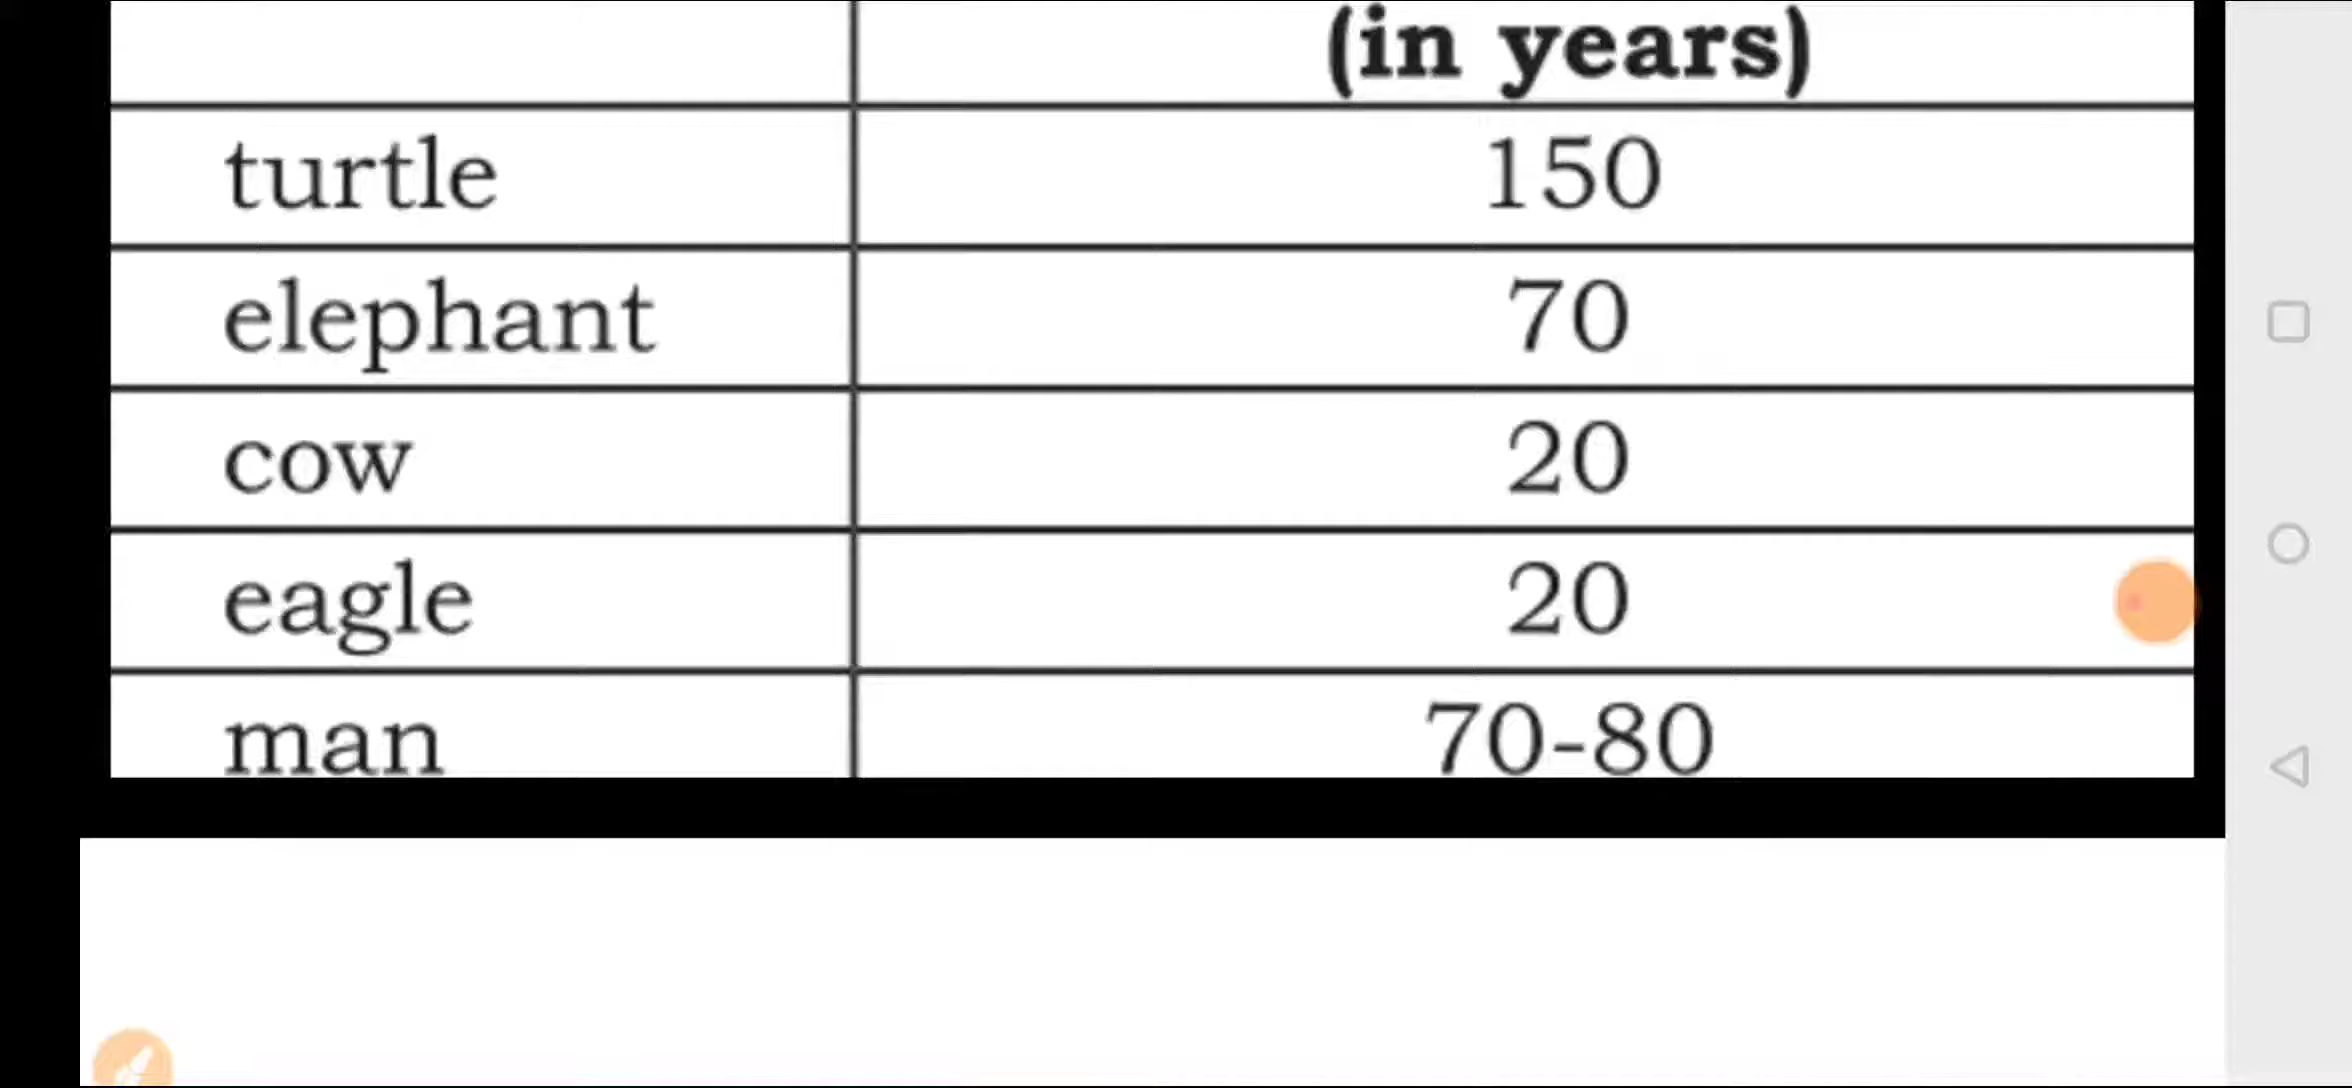 (in years)
turtle 150
elephant 70
cow 20
eagle 20
man 70-80